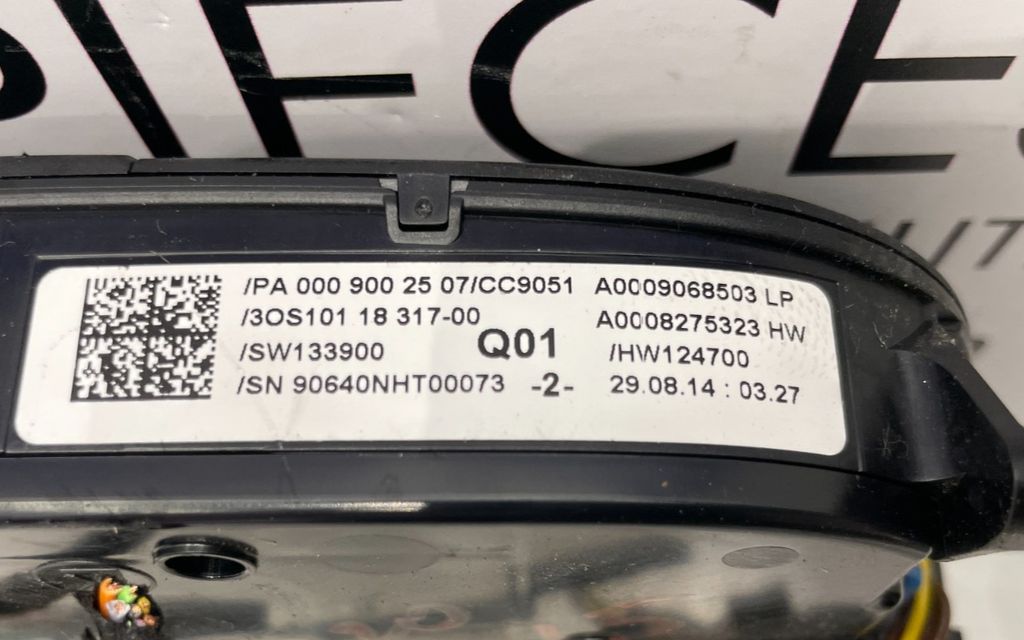 PIECES
/PA 000 900 25 07/CC9051 A0009068503 LP
/3OS101 18 317-00 A0008275323 HW
/SW133900 Q01 /HW124700
/SN 90640NHT00073 -2- 29.08.14 : 03.27